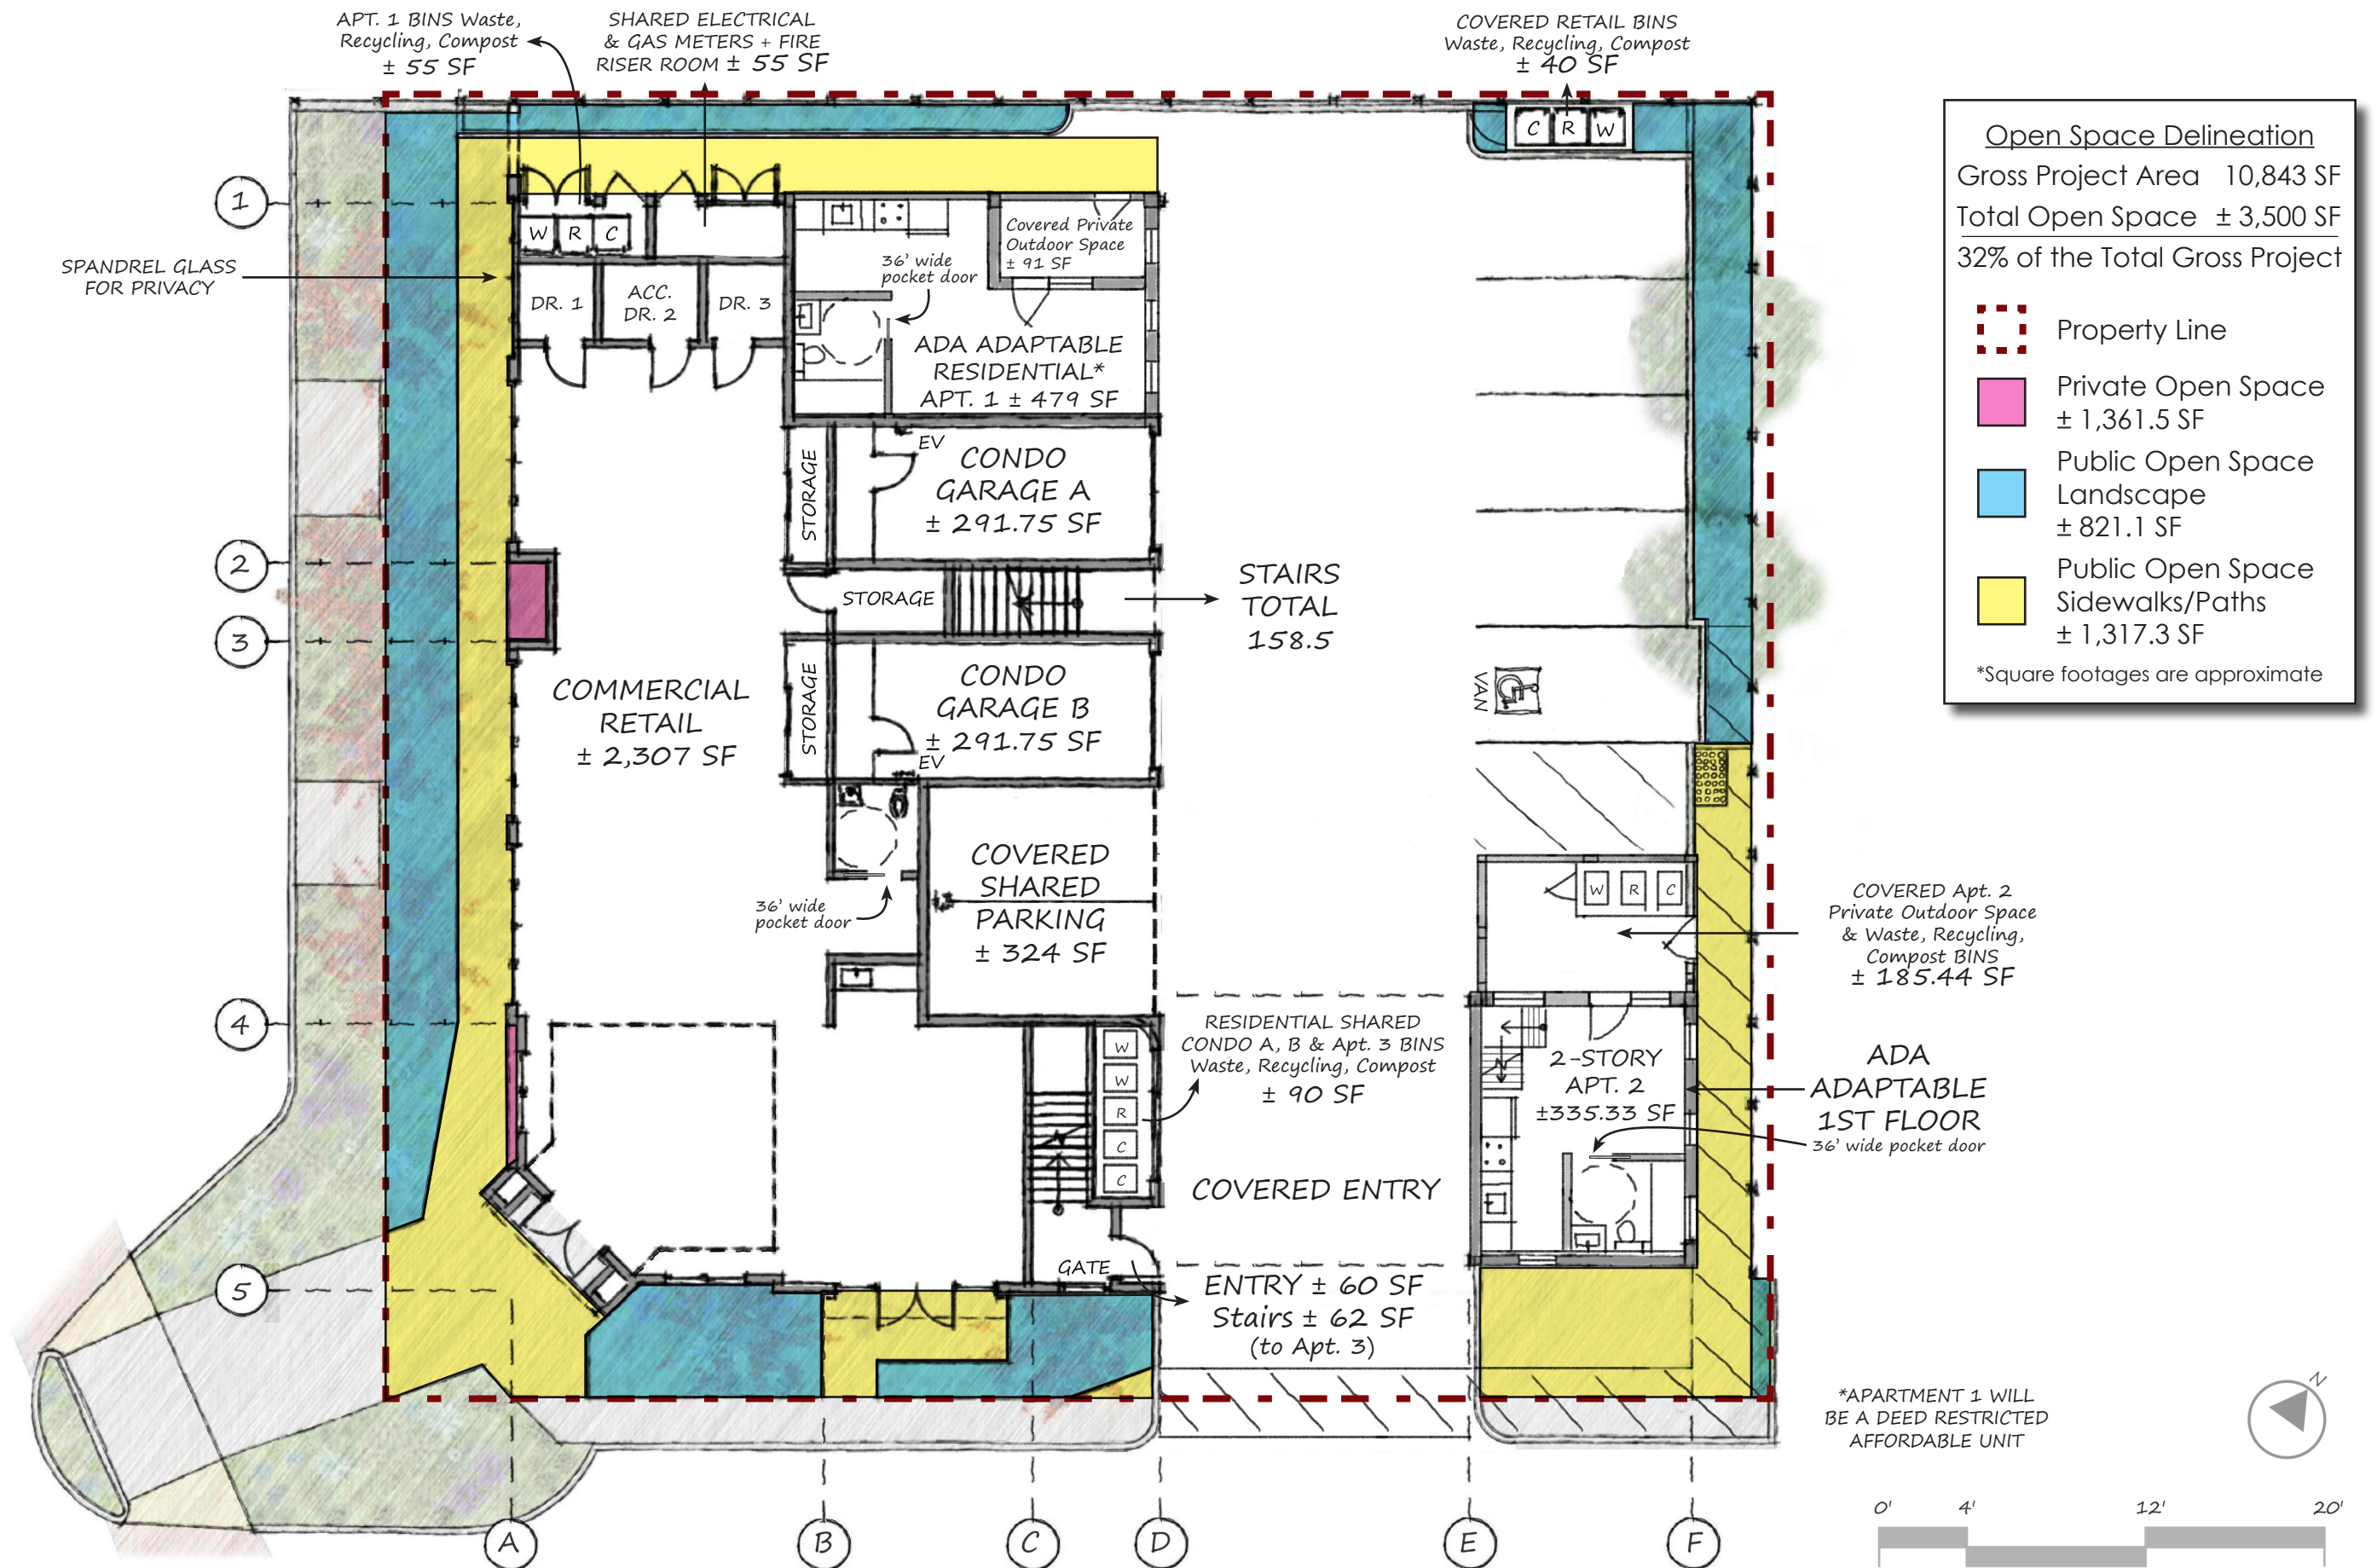 APT. 1 BINS Waste,
Recycling, Compost
± 55 SF
SHARED ELECTRICAL
& GAS METERS + FIRE
RISER ROOM ± 55 SF
COVERED RETAIL BINS
Waste, Recycling, Compost
± 40 SF
C R W
Open Space Delineation
Gross Project Area 10,843 SF
Total Open Space ± 3,500 SF
32% of the Total Gross Project
Property Line
Private Open Space
± 1,361.5 SF
Public Open Space
Landscape
± 821.1 SF
Public Open Space
Sidewalks/Paths
± 1,317.3 SF
*Square footages are approximate
1
W R C
SPANDREL GLASS
FOR PRIVACY
DR. 1
ACC.
DR. 2
DR. 3
Covered Private
Outdoor Space
± 91 SF
36' wide
pocket door
ADA ADAPTABLE
RESIDENTIAL*
APT. 1 ± 479 SF
STORAGE
EV
CONDO
GARAGE A
± 291.75 SF
2
STORAGE
STAIRS
TOTAL
158.5
3
COMMERCIAL
RETAIL
± 2,307 SF
STORAGE
CONDO
GARAGE B
± 291.75 SF
EV
VAN
COVERED
SHARED
PARKING
± 324 SF
36' wide
pocket door
W R C
COVERED Apt. 2
Private Outdoor Space
& Waste, Recycling,
Compost BINS
± 185.44 SF
4
RESIDENTIAL SHARED
CONDO A, B & Apt. 3 BINS
Waste, Recycling, Compost
± 90 SF
W
W
R
C
C
2-STORY
APT. 2
±335.33 SF
ADA
ADAPTABLE
1ST FLOOR
36' wide pocket door
COVERED ENTRY
5
GATE
ENTRY ± 60 SF
Stairs ± 62 SF
(to Apt. 3)
*APARTMENT 1 WILL
BE A DEED RESTRICTED
AFFORDABLE UNIT
N
0' 4' 12' 20'
A B C D E F